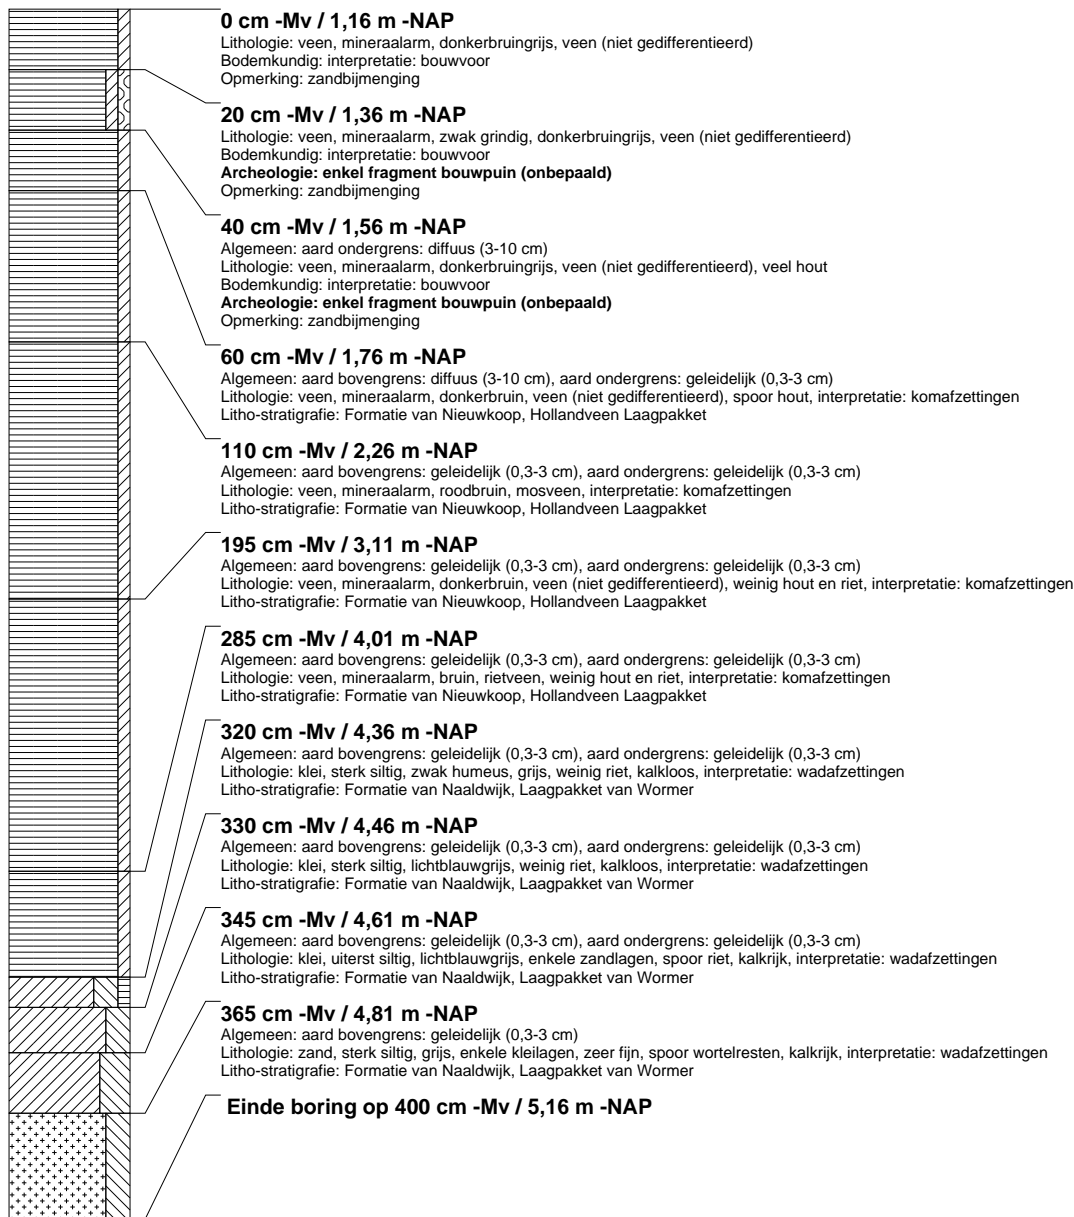 0 cm -Mv / 1,16 m -NAP
Lithologie: veen, mineraalarm, donkerbruingrijs, veen (niet gedifferentieerd)
Bodemkundig: interpretatie: bouwvoor
Opmerking: zandbijmenging
20 cm -Mv / 1,36 m -NAP
Lithologie: veen, mineraalarm, zwak grindig, donkerbruingrijs, veen (niet gedifferentieerd)
Bodemkundig: interpretatie: bouwvoor
Archeologie: enkel fragment bouwpuin (onbepaald)
Opmerking: zandbijmenging
40 cm -Mv / 1,56 m -NAP
Algemeen: aard ondergrens: diffuus (3-10 cm)
Lithologie: veen, mineraalarm, donkerbruingrijs, veen (niet gedifferentieerd), veel hout
Bodemkundig: interpretatie: bouwvoor
Archeologie: enkel fragment bouwpuin (onbepaald)
Opmerking: zandbijmenging
60 cm -Mv / 1,76 m -NAP
Algemeen: aard bovengrens: diffuus (3-10 cm), aard ondergrens: geleidelijk (0,3-3 cm)
Lithologie: veen, mineraalarm, donkerbruin, veen (niet gedifferentieerd), spoor hout, interpretatie: komafzettingen
Litho-stratigrafie: Formatie van Nieuwkoop, Hollandveen Laagpakket
110 cm -Mv / 2,26 m -NAP
Algemeen: aard bovengrens: geleidelijk (0,3-3 cm), aard ondergrens: geleidelijk (0,3-3 cm)
Lithologie: veen, mineraalarm, roodbruin, mosveen, interpretatie: komafzettingen
Litho-stratigrafie: Formatie van Nieuwkoop, Hollandveen Laagpakket
195 cm -Mv / 3,11 m -NAP
Algemeen: aard bovengrens: geleidelijk (0,3-3 cm), aard ondergrens: geleidelijk (0,3-3 cm)
Lithologie: veen, mineraalarm, donkerbruin, veen (niet gedifferentieerd), weinig hout en riet, interpretatie: komafzettingen
Litho-stratigrafie: Formatie van Nieuwkoop, Hollandveen Laagpakket
285 cm -Mv / 4,01 m -NAP
Algemeen: aard bovengrens: geleidelijk (0,3-3 cm), aard ondergrens: geleidelijk (0,3-3 cm)
Lithologie: veen, mineraalarm, bruin, rietveen, weinig hout en riet, interpretatie: komafzettingen
Litho-stratigrafie: Formatie van Nieuwkoop, Hollandveen Laagpakket
320 cm -Mv / 4,36 m -NAP
Algemeen: aard bovengrens: geleidelijk (0,3-3 cm), aard ondergrens: geleidelijk (0,3-3 cm)
Lithologie: klei, sterk siltig, zwak humeus, grijs, weinig riet, kalkloos, interpretatie: wadafzettingen
Litho-stratigrafie: Formatie van Naaldwijk, Laagpakket van Wormer
330 cm -Mv / 4,46 m -NAP
Algemeen: aard bovengrens: geleidelijk (0,3-3 cm), aard ondergrens: geleidelijk (0,3-3 cm)
Lithologie: klei, sterk siltig, lichtblauwgrijs, weinig riet, kalkloos, interpretatie: wadafzettingen
Litho-stratigrafie: Formatie van Naaldwijk, Laagpakket van Wormer
345 cm -Mv / 4,61 m -NAP
Algemeen: aard bovengrens: geleidelijk (0,3-3 cm), aard ondergrens: geleidelijk (0,3-3 cm)
Lithologie: klei, uiterst siltig, lichtblauwgrijs, enkele zandlagen, spoor riet, kalkrijk, interpretatie: wadafzettingen
Litho-stratigrafie: Formatie van Naaldwijk, Laagpakket van Wormer
365 cm -Mv / 4,81 m -NAP
Algemeen: aard bovengrens: geleidelijk (0,3-3 cm)
Lithologie: zand, sterk siltig, grijs, enkele kleilagen, zeer fijn, spoor wortelresten, kalkrijk, interpretatie: wadafzettingen
Litho-stratigrafie: Formatie van Naaldwijk, Laagpakket van Wormer
Einde boring op 400 cm -Mv / 5,16 m -NAP